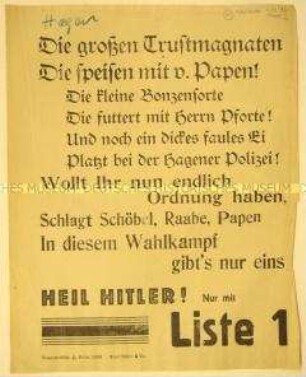 Hagen
Die großen Trustmagnaten
Die speisen mit v. Papen!
Die kleine Bonzensorte
Die futtert mit Herrn Pforte!
Und noch ein dickes faules Ei
Platzt bei der Hagener Polizei!
Wollt Ihr nun endlich
Ordnung haben,
Schlagt Schöbel, Raabe, Papen
In diesem Wahlkampf
gibt's nur eins
HEIL HITLER! Nur mit
Liste 1